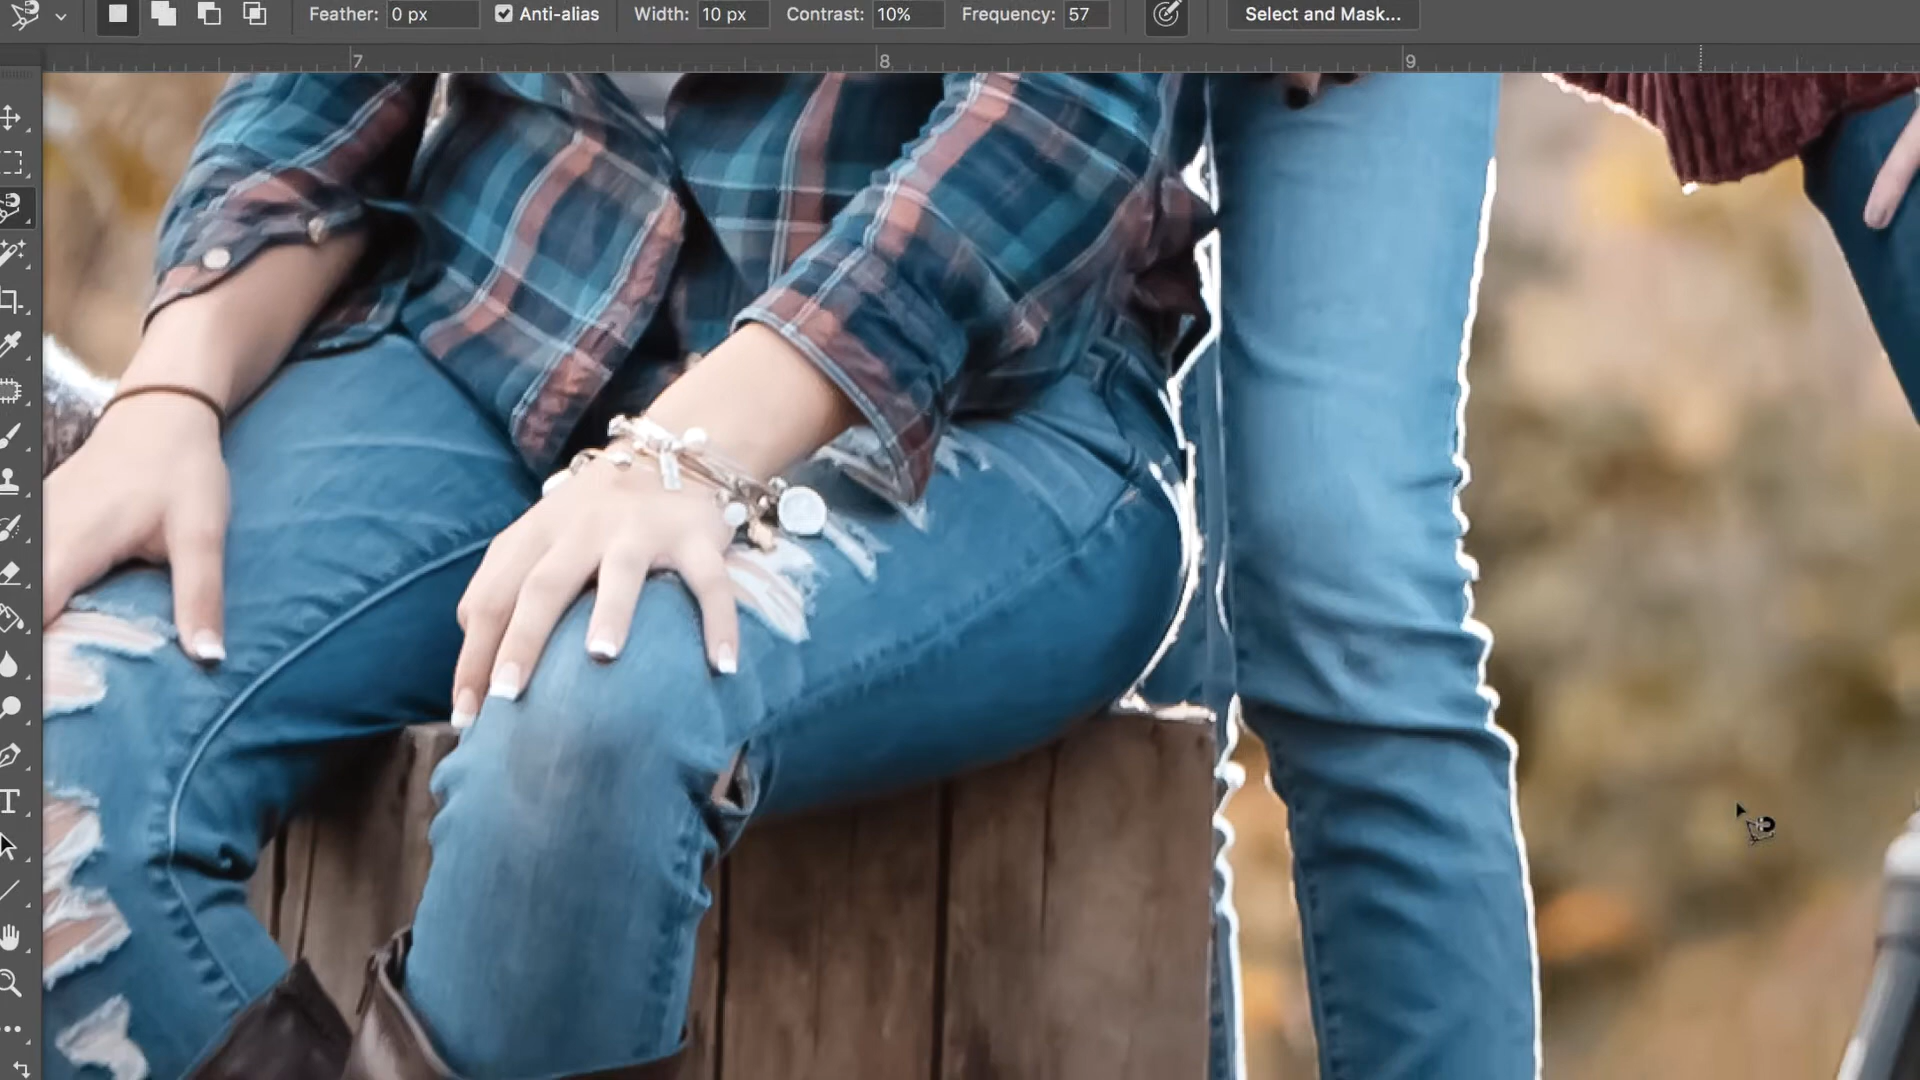 Feather: 0 px Anti-alias Width: 10 px Contrast: 10% Frequency: 57 Select and Mask...
7 8 9